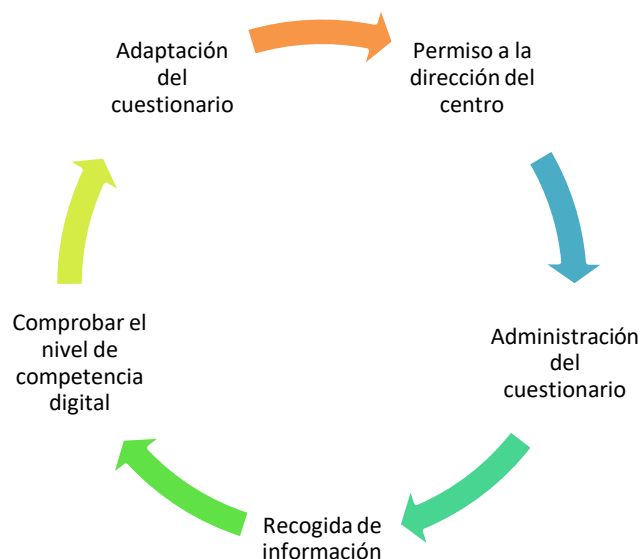 Adaptación
del
cuestionario
Permiso a la
dirección del
centro
Administración
del
cuestionario
Recogida de
información
Comprobar el
nivel de
competencia
digital